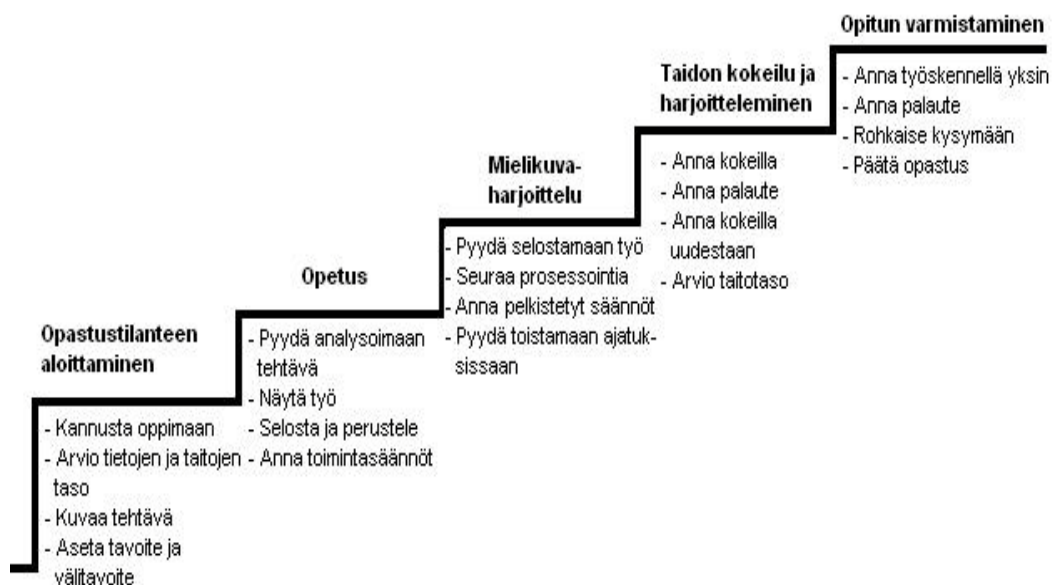 Opastustilanteen
aloittaminen
- Kannusta oppimaan
- Arvio tietojen ja taitojen
taso
- Kuvaa tehtävä
- Aseta tavoite ja
välitavoite
Opetus
- Pyydä analysoimaan
tehtävä
- Näytä työ
- Selosta ja perustele
- Anna toimintasäännöt
Mielikuva-
harjoittelu
- Pyydä selostamaan työ
- Seuraa prosessointia
- Anna pelkistetyt säännöt
- Pyydä toistamaan ajatuk-
sissaan
Taidon kokeilu ja
harjoitteleminen
- Anna kokeilla
- Anna palaute
- Anna kokeilla
uudestaan
- Arvio taitotaso
Opitun varmistaminen
- Anna työskennellä yksin
- Anna palaute
- Rohkaise kysymään
- Päätä opastus